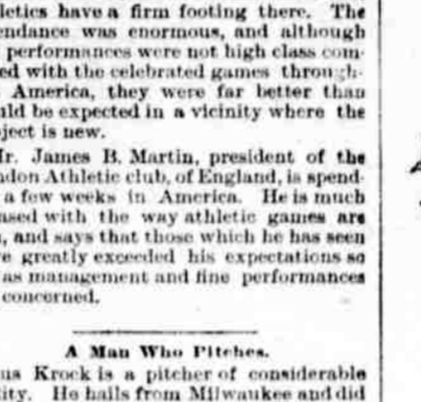 letics have a firm footing there. The
endance was enormous, and although
performances were not high class com-
ed with the celebrated games through-
America, they were far better than
uld be expected in a vicinity where the
ject is new.
Mr. James B. Martin, president of the
ndon Athletic club, of England, is spend-
a few weeks in America. He is much
ased with the way athletic games are
, and says that those which he has seen
e greatly exceeded his expectations so
as management and fine performances
concerned.
A Man Who Pitches.
us Krock is a pitcher of considerable
ity. He hails from Milwaukee and did